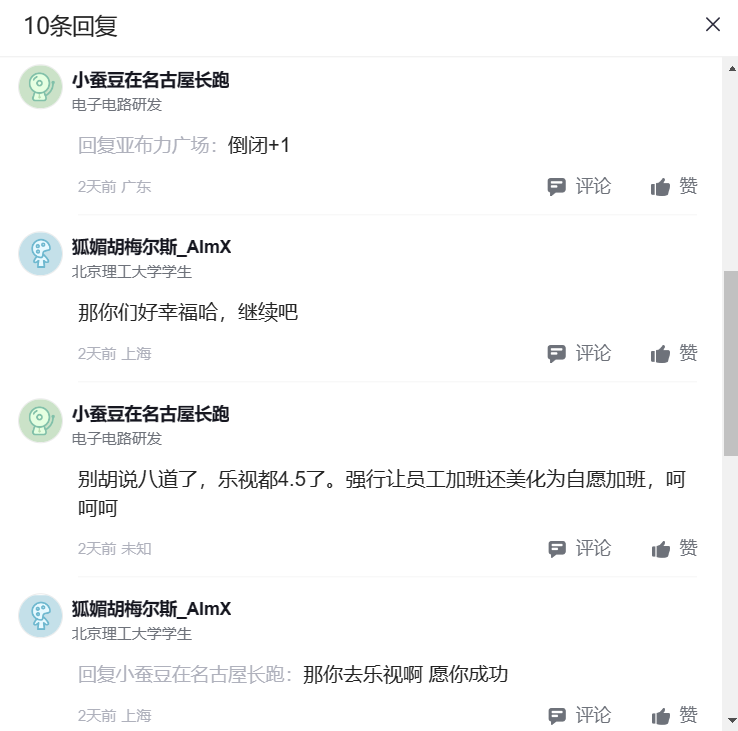 10条回复
小蚕豆在名古屋长跑
电子电路研发
回复亚布力广场：倒闭+1
2天前 广东
评论 赞
狐媚胡梅尔斯_AImX
北京理工大学学生
那你们好幸福哈，继续吧
2天前 上海
评论 赞
小蚕豆在名古屋长跑
电子电路研发
别胡说八道了，乐视都4.5了。强行让员工加班还美化为自愿加班，呵
呵呵呵
2天前 未知
评论 赞
狐媚胡梅尔斯_AImX
北京理工大学学生
回复小蚕豆在名古屋长跑：那你去乐视啊 愿你成功
2天前 上海
评论 赞